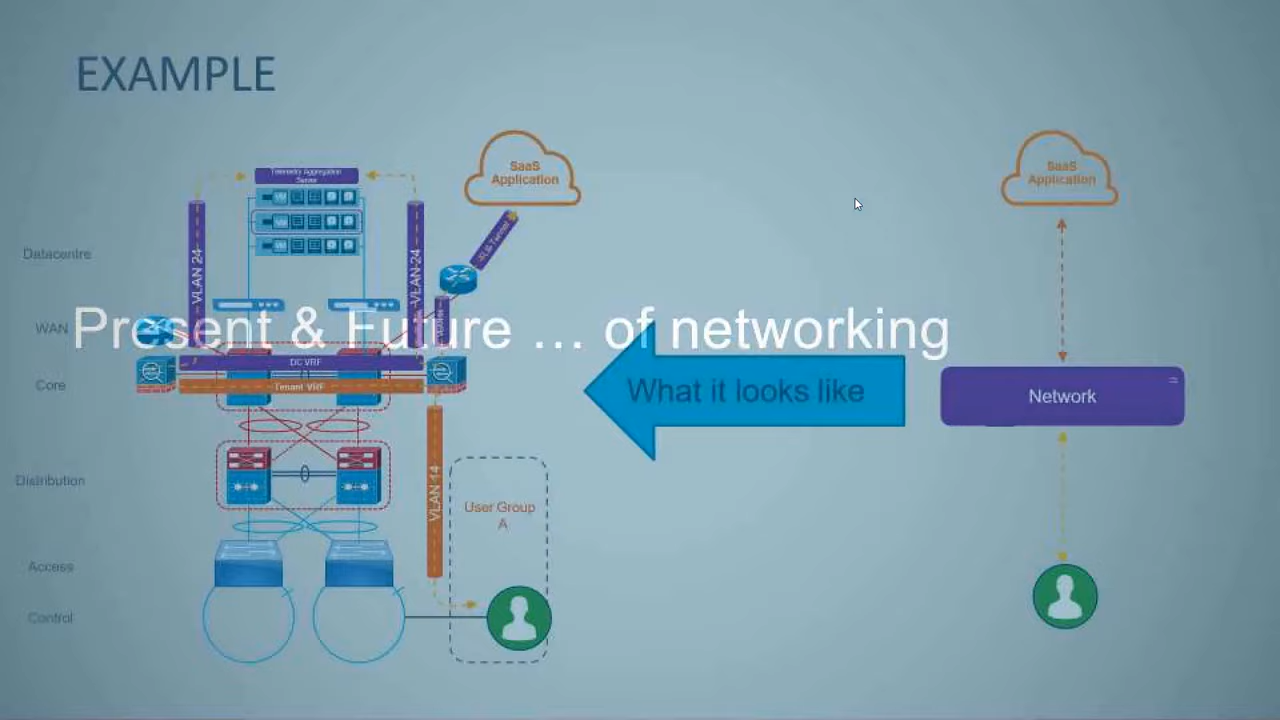 EXAMPLE
Telemetry Aggregation
Server
SaaS
Application
SaaS
Application
Datacentre
VLAN 24
VLAN 24
WAN
Present & Future … of networking
DC VRF
Core
Tenant VRF
What it looks like
Network
Distribution
VLAN 14
User Group
A
Access
Control